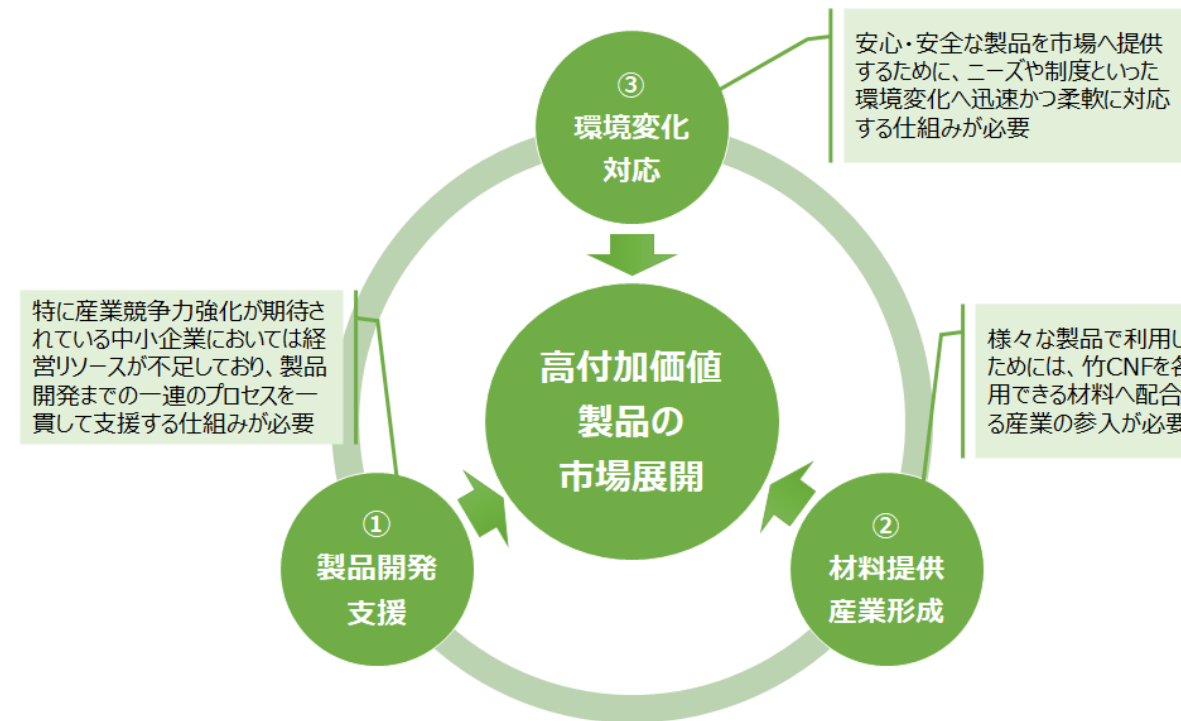 ③
環境変化
対応
安心・安全な製品を市場へ提供
するために、ニーズや制度といった
環境変化へ迅速かつ柔軟に対応
する仕組みが必要
特に産業競争力強化が期待さ
れている中小企業においては経
営リソースが不足しており、製品
開発までの一連のプロセスを一
貫して支援する仕組みが必要
高付加価値
製品の
市場展開
様々な製品で利用し
ためには、竹CNFを各
用できる材料へ配合
る産業の参入が必要
①
製品開発
支援
②
材料提供
産業形成